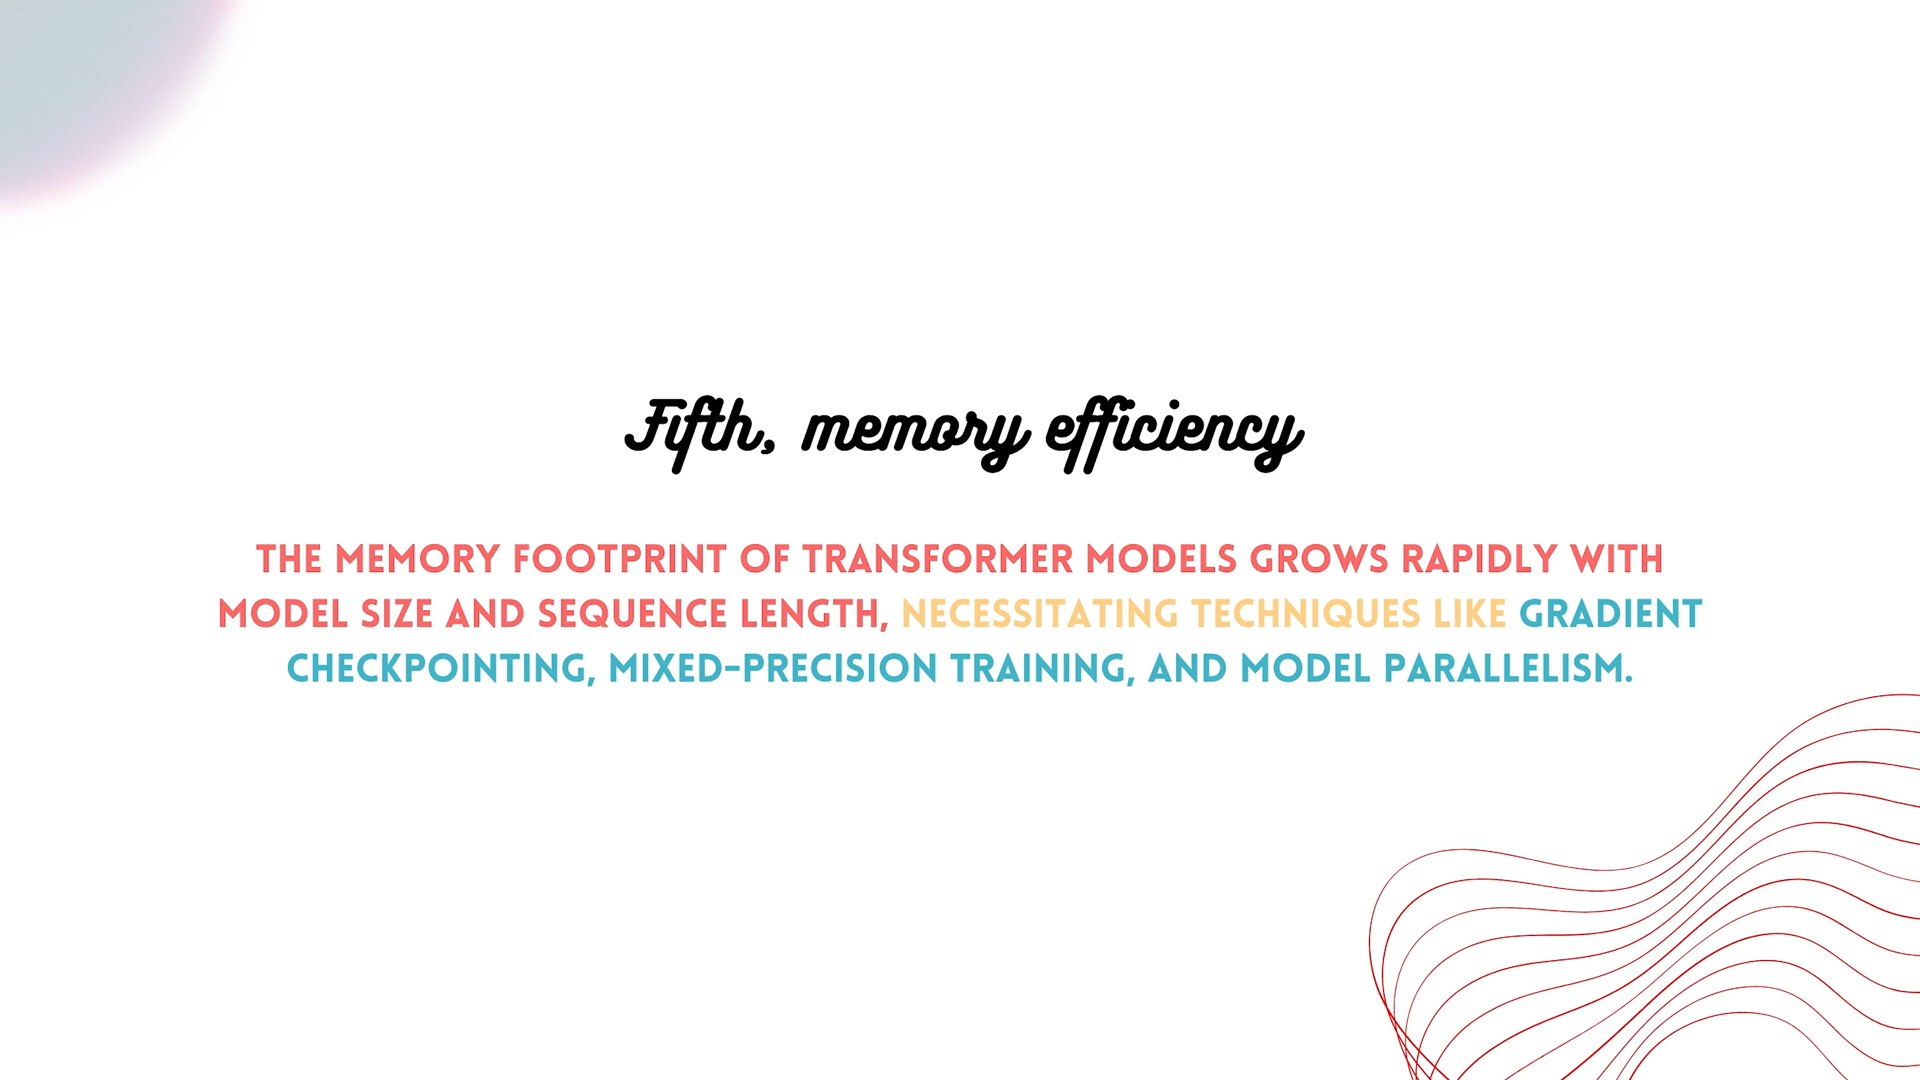 Fifth, memory efficiency
THE MEMORY FOOTPRINT OF TRANSFORMER MODELS GROWS RAPIDLY WITH
MODEL SIZE AND SEQUENCE LENGTH, NECESSITATING TECHNIQUES LIKE GRADIENT
CHECKPOINTING, MIXED-PRECISION TRAINING, AND MODEL PARALLELISM.